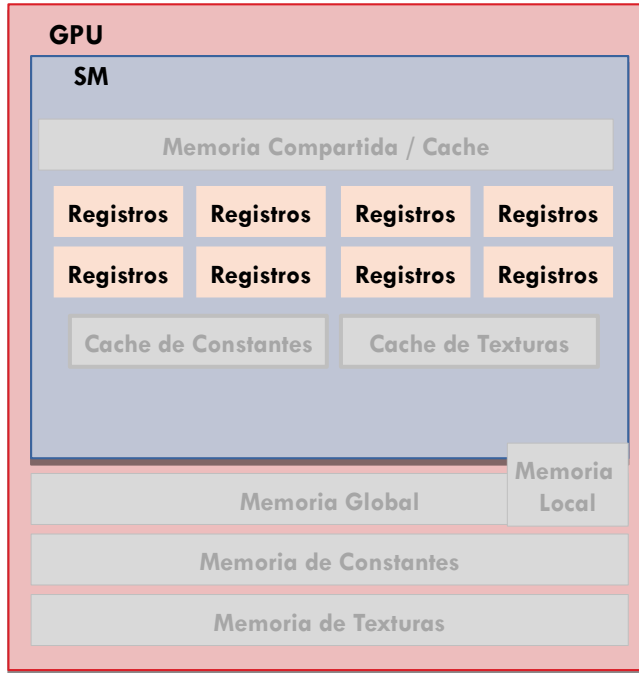 GPU
SM
Memoria Compartida / Cache
Registros Registros Registros Registros
Registros Registros Registros Registros
Cache de Constantes Cache de Texturas
Memoria
Local
Memoria Global
Memoria de Constantes
Memoria de Texturas